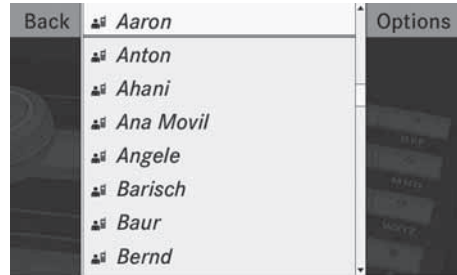 Back
Aaron
Options
Anton
Ahani
Ana Movil
Angele
Barisch
Baur
Bernd